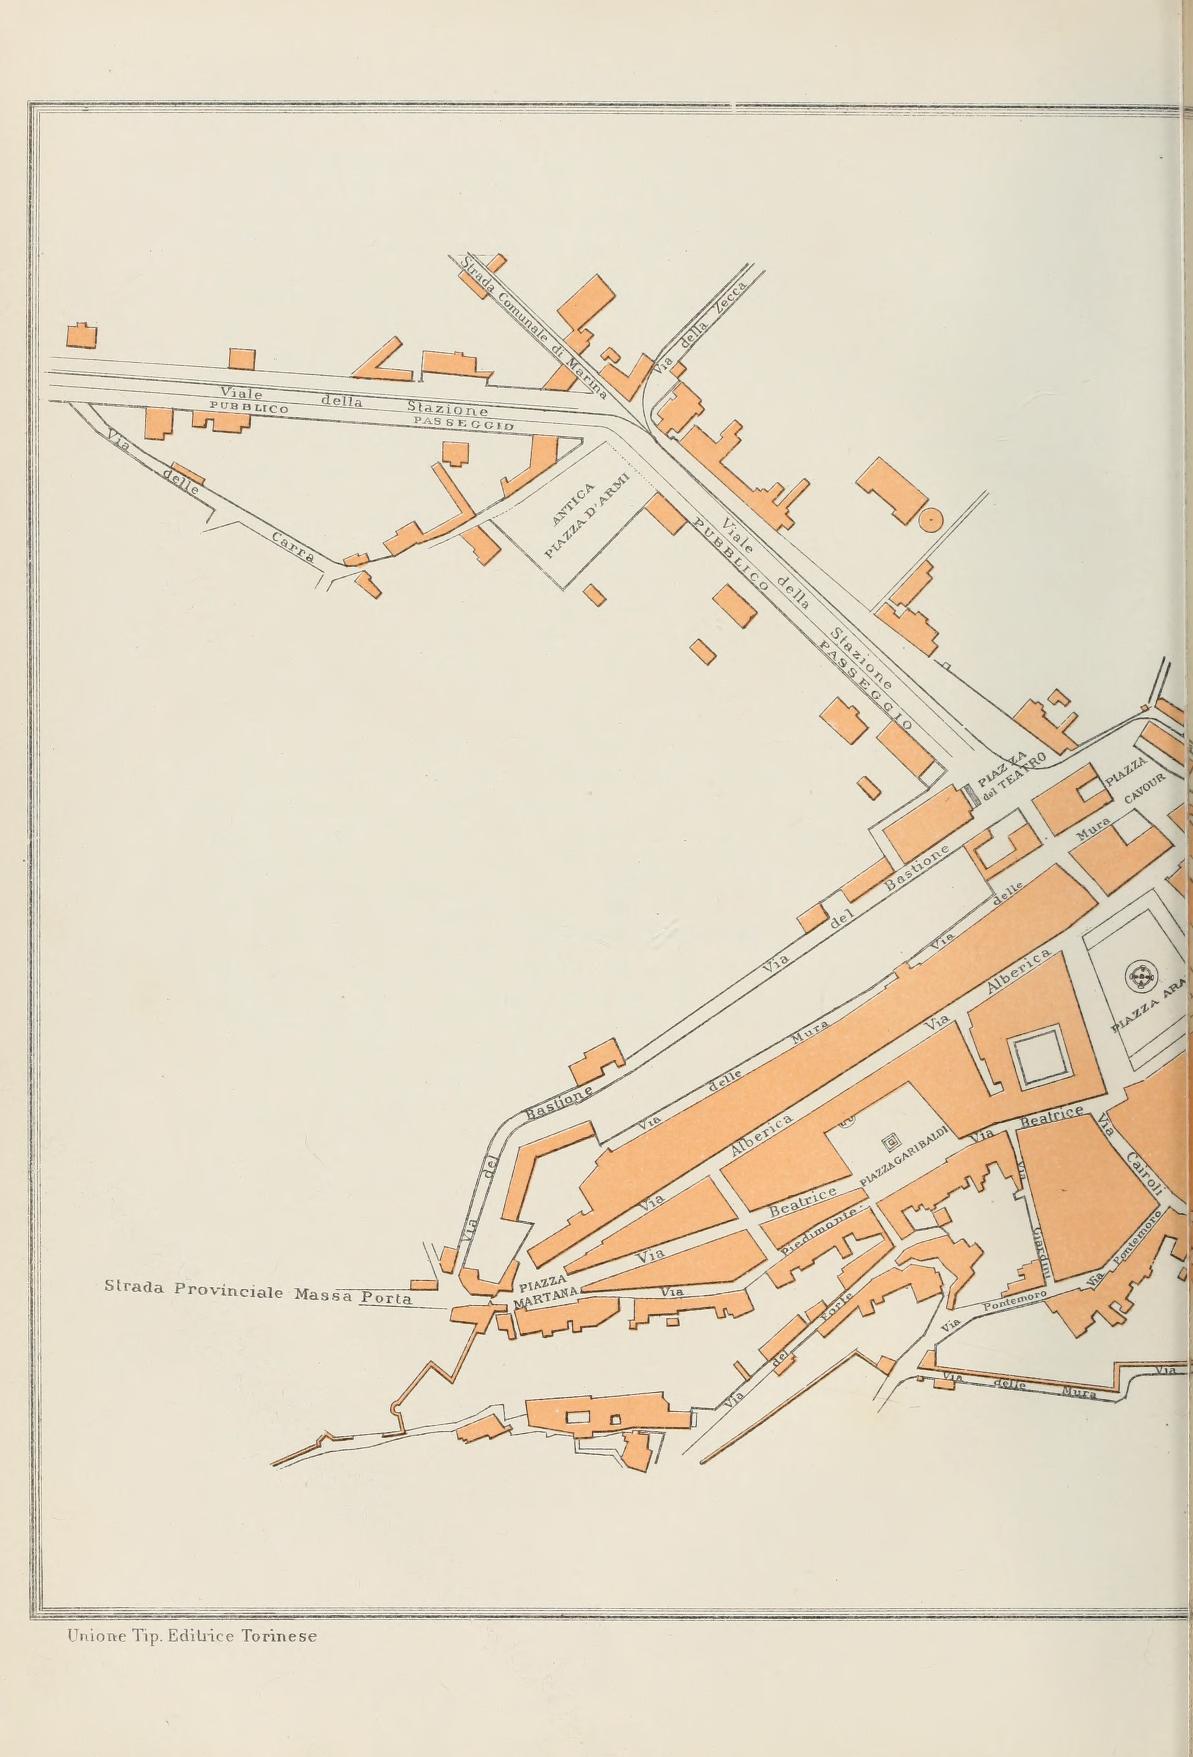 Strada Comunale di Marina
Via della Zecca
Viale della Stazione
PUBBLICO PASSEGGIO
Via delle Carra
ANTICA
PIAZZA D'ARMI
Viale della Stazione
PUBBLICO PASSEGGIO
PIAZZA
del TEATRO
PIAZZA
CAVOUR
Via delle Mura
Via del Bastione
Via Alberica
PIAZZA ARA
Via delle Mura
Via del Bastione
Via Alberica
PIAZZA GARIBALDI
Via Beatrice
Via Cairoli
Via Giardini
Via Beatrice
Piedimonte
Via
Via Pontemoro
Via Pontemoro
Strada Provinciale Massa Porta
PIAZZA
MARTANA
Via del Forte
Via delle Mura
Via
Unione Tip. Editrice Torinese